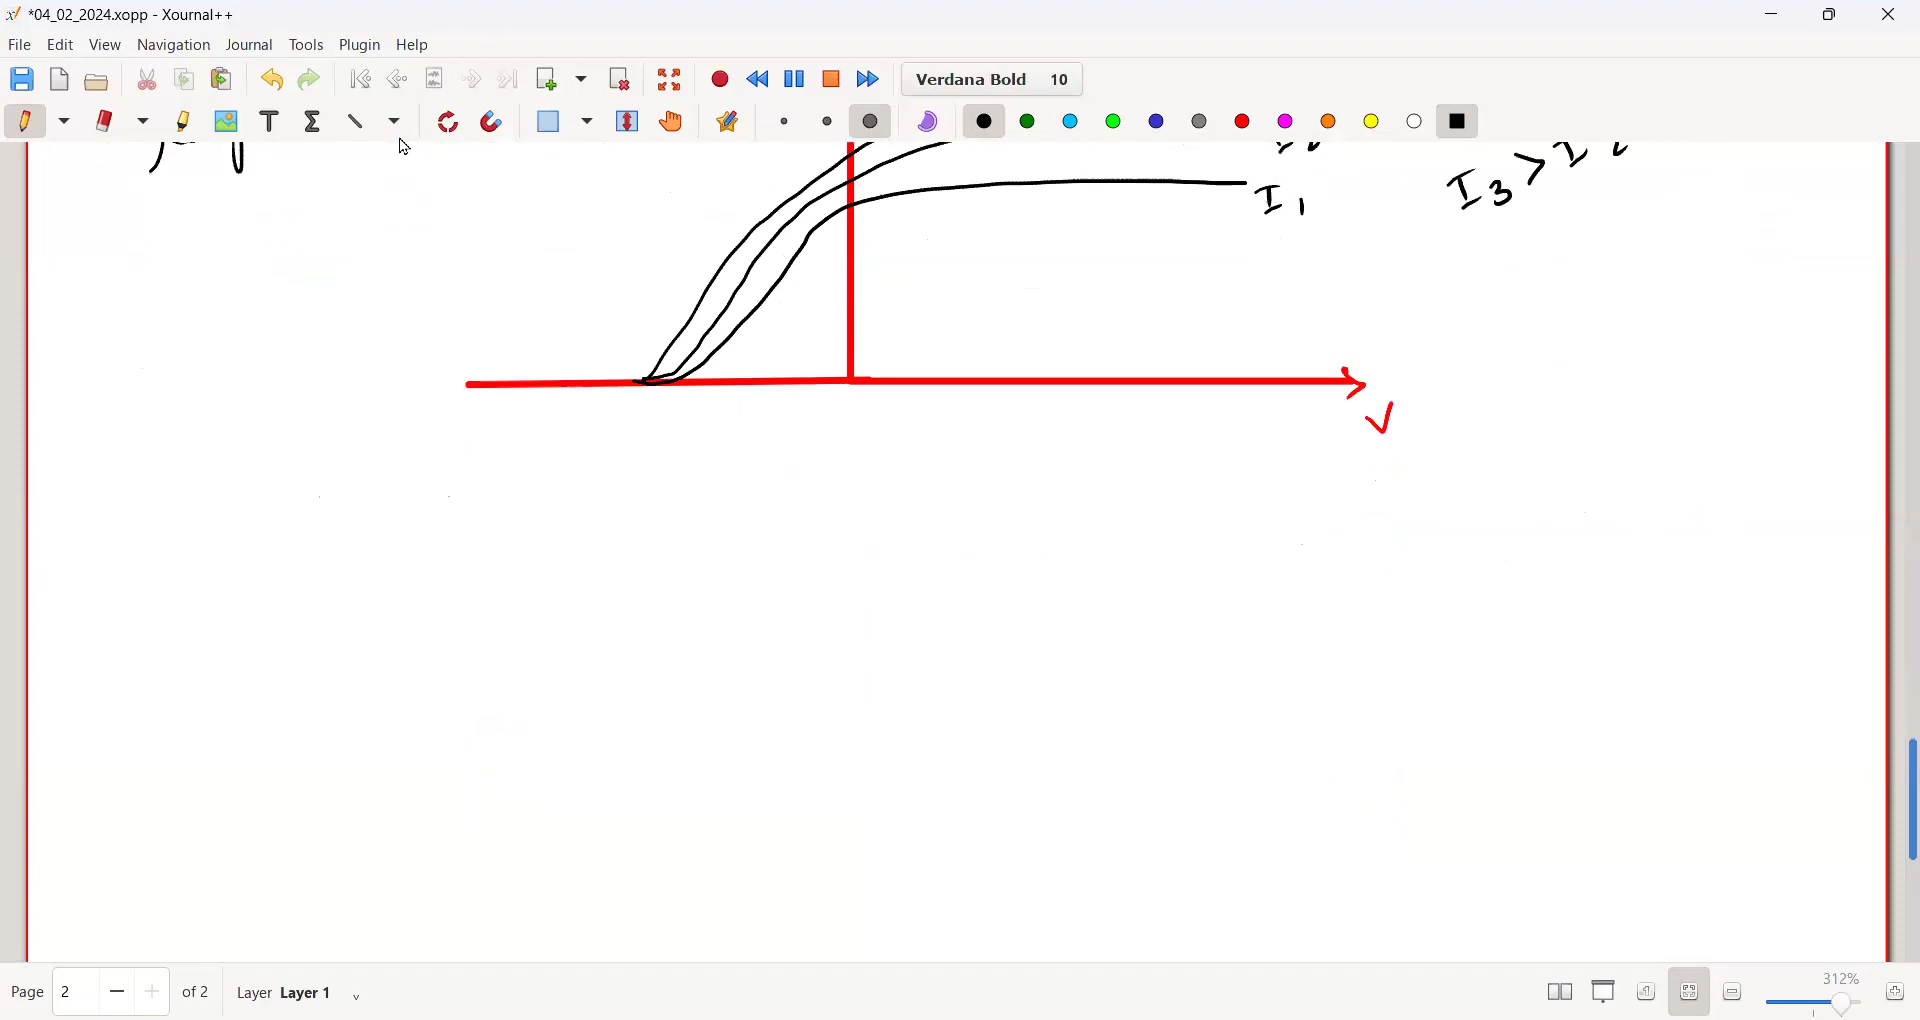 *04_02_2024.xopp - Xournal++
File Edit View Navigation Journal Tools Plugin Help
Verdana Bold 10
I1
I3 >
V
Page 2 of 2 Layer Layer 1
312%